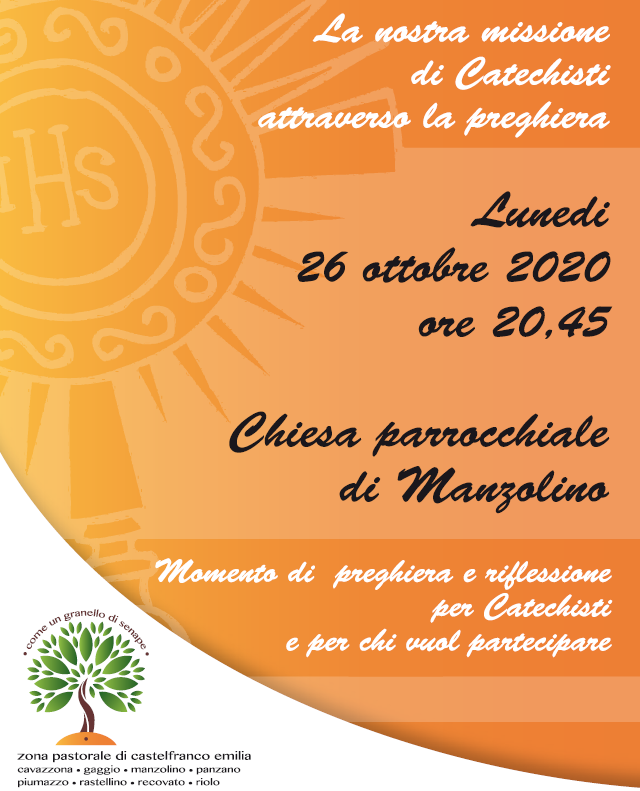 La nostra missione
di Catechisti
attraverso la preghiera
IHS
Lunedi
26 ottobre 2020
ore 20,45
Chiesa parrocchiale
di Manzolino
Momento di preghiera e riflessione
per Catechisti
e per chi vuol partecipare
• come un granello di senape •
zona pastorale di castelfranco emilia
cavazzona • gaggio • manzolino • panzano
piumazzo • rastellino • recovato • riolo